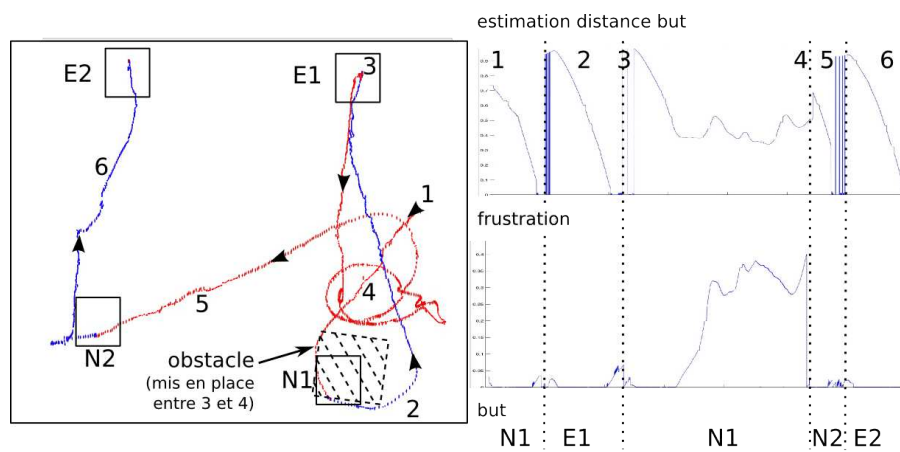 estimation distance but
E2
E1
3
6
1
5
4
N2
obstacle
(mis en place
entre 3 et 4)
N1
2
1 2 3 4 5 6
frustration
but
N1 E1 N1 N2 E2